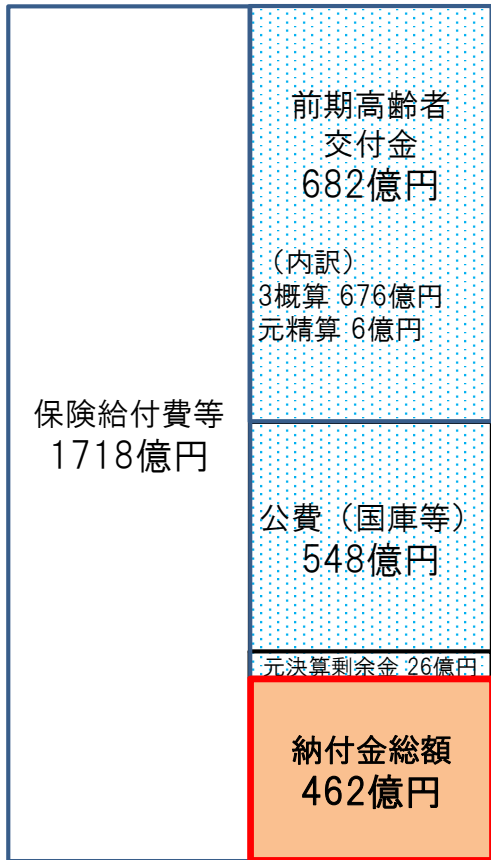 保険給付費等
1718億円
前期高齢者
交付金
682億円
（内訳）
3概算 676億円
元精算 6億円
公費（国庫等）
548億円
元決算剰余金 26億円
納付金総額
462億円